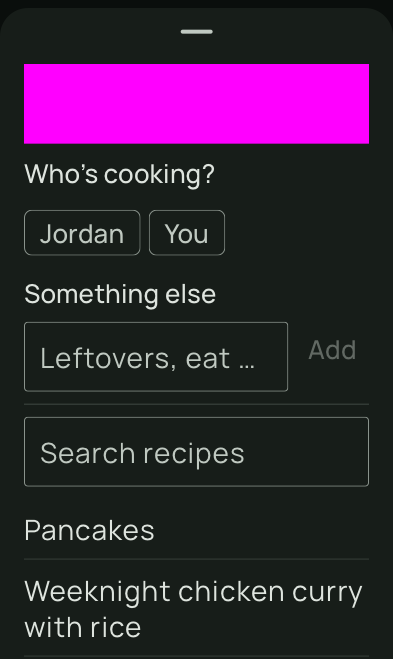 Who's cooking?
Jordan
You
Something else
Leftovers, eat ...
Add
Search recipes
Pancakes
Weeknight chicken curry
with rice